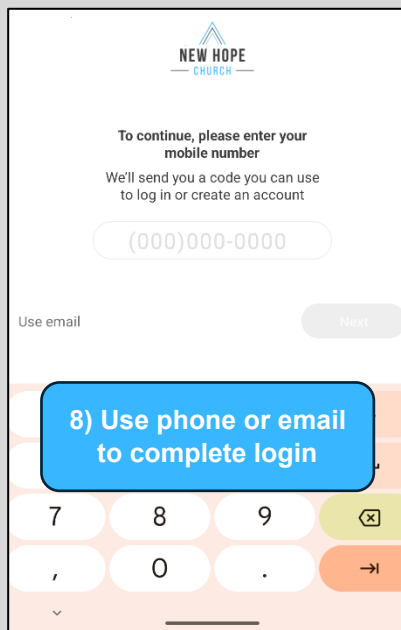 NEW HOPE
CHURCH
To continue, please enter your
mobile number
We'll send you a code you can use
to log in or create an account
(000)000-0000
Use email
Next
8) Use phone or email
to complete login
7 8 9
, 0 .